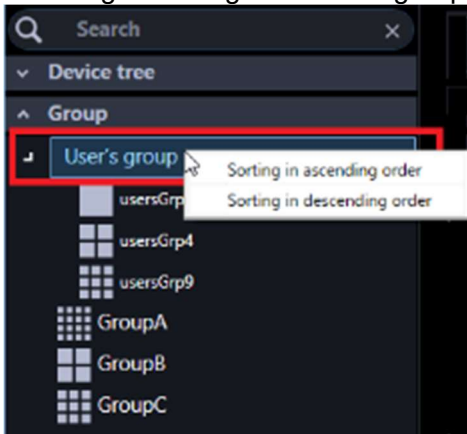 Search
Device tree
Group
User's group
Sorting in ascending order
Sorting in descending order
usersGrp
usersGrp4
usersGrp9
GroupA
GroupB
GroupC